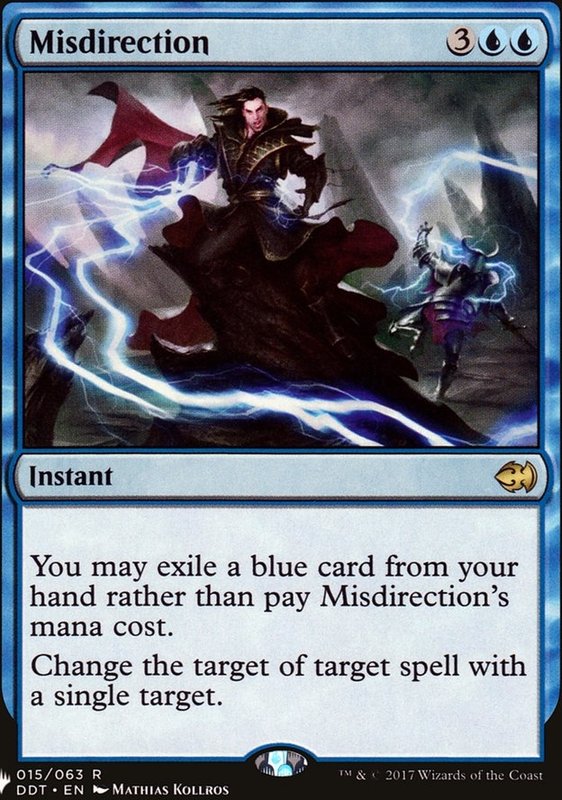 Misdirection 3
Instant
You may exile a blue card from your
hand rather than pay Misdirection's
mana cost.
Change the target of target spell with
a single target.
015/063 R
DDT • EN Mathias Kollros
™ & © 2017 Wizards of the Coast